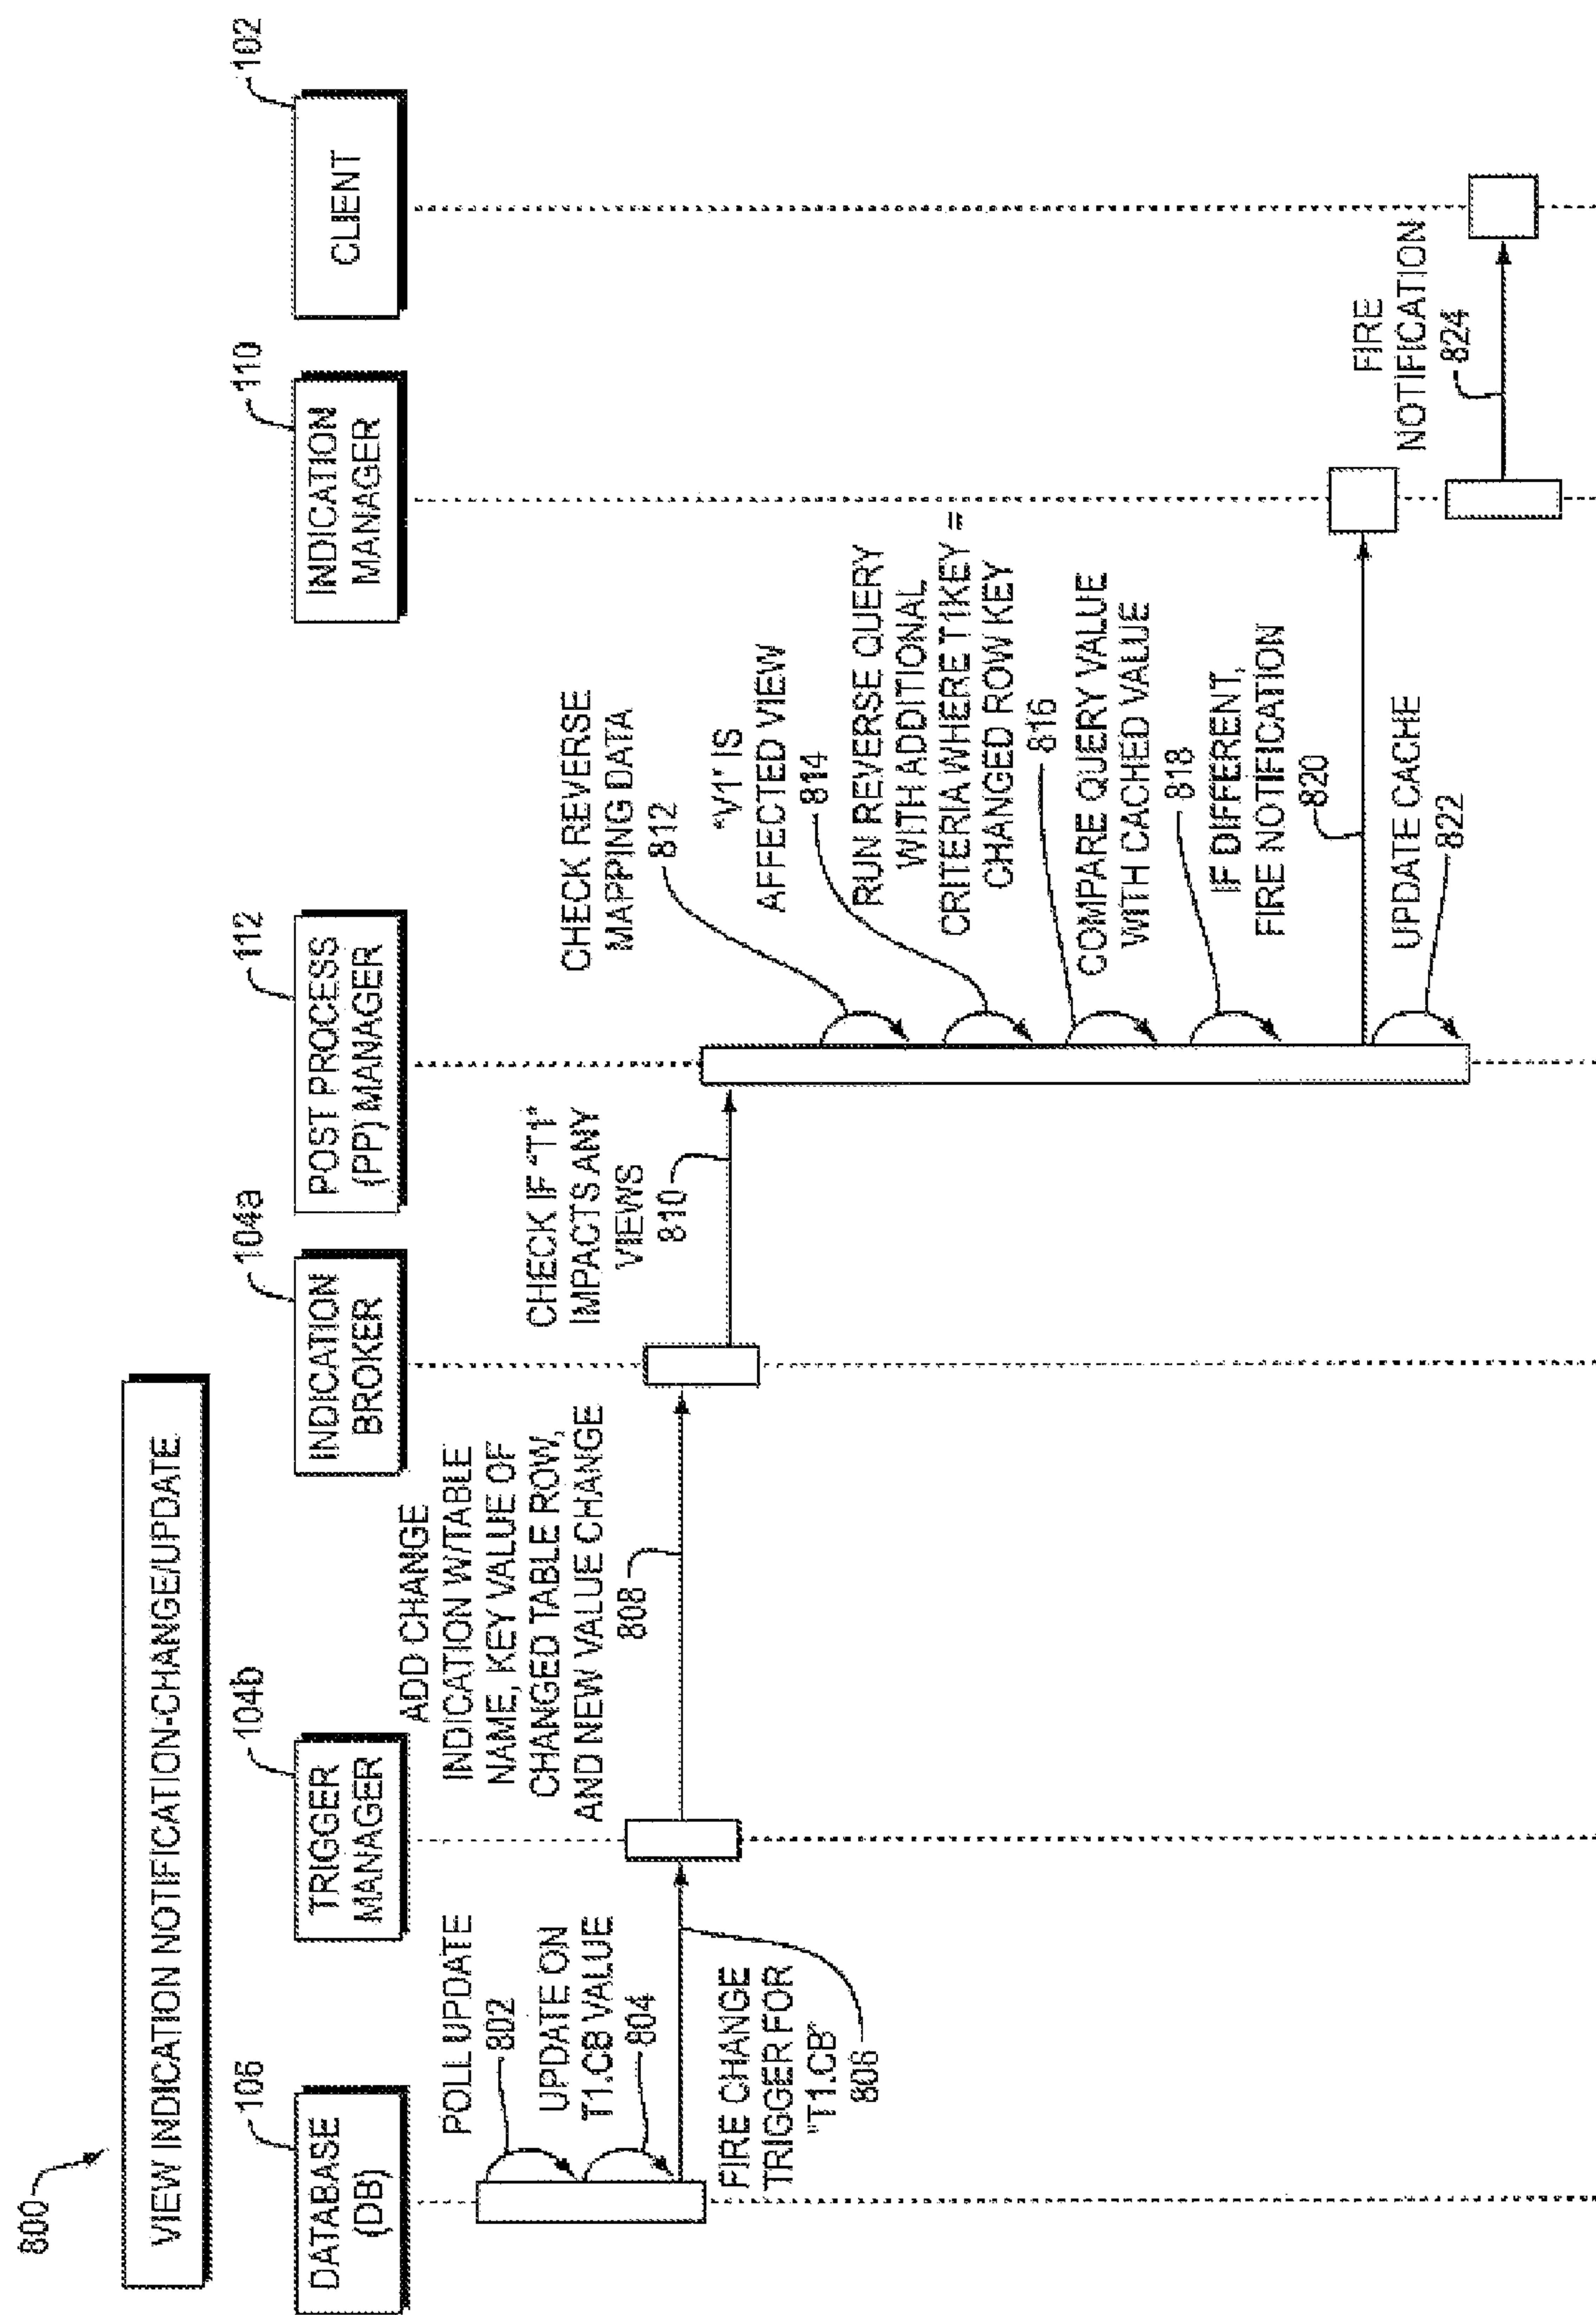 800
VIEW INDICATION NOTIFICATION-CHANGE/UPDATE
106
DATABASE
(DB)
104b
TRIGGER
MANAGER
104a
INDICATION
BROKER
112
POST PROCESS
(PP) MANAGER
110
INDICATION
MANAGER
102
CLIENT
POLL UPDATE
802
UPDATE ON
T1.CB VALUE
804
FIRE CHANGE
TRIGGER FOR
"T1.CB"
806
ADD CHANGE
INDICATION W/TABLE
NAME, KEY VALUE OF
CHANGED TABLE ROW,
AND NEW VALUE CHANGE
808
CHECK IF "T1"
IMPACTS ANY
VIEWS
810
CHECK REVERSE
MAPPING DATA
812
"V1" IS
AFFECTED VIEW
814
RUN REVERSE QUERY
WITH ADDITIONAL
CRITERIA WHERE T1KEY =
CHANGED ROW KEY
816
COMPARE QUERY VALUE
WITH CACHED VALUE
818
IF DIFFERENT,
FIRE NOTIFICATION
820
UPDATE CACHE
822
FIRE
NOTIFICATION
824